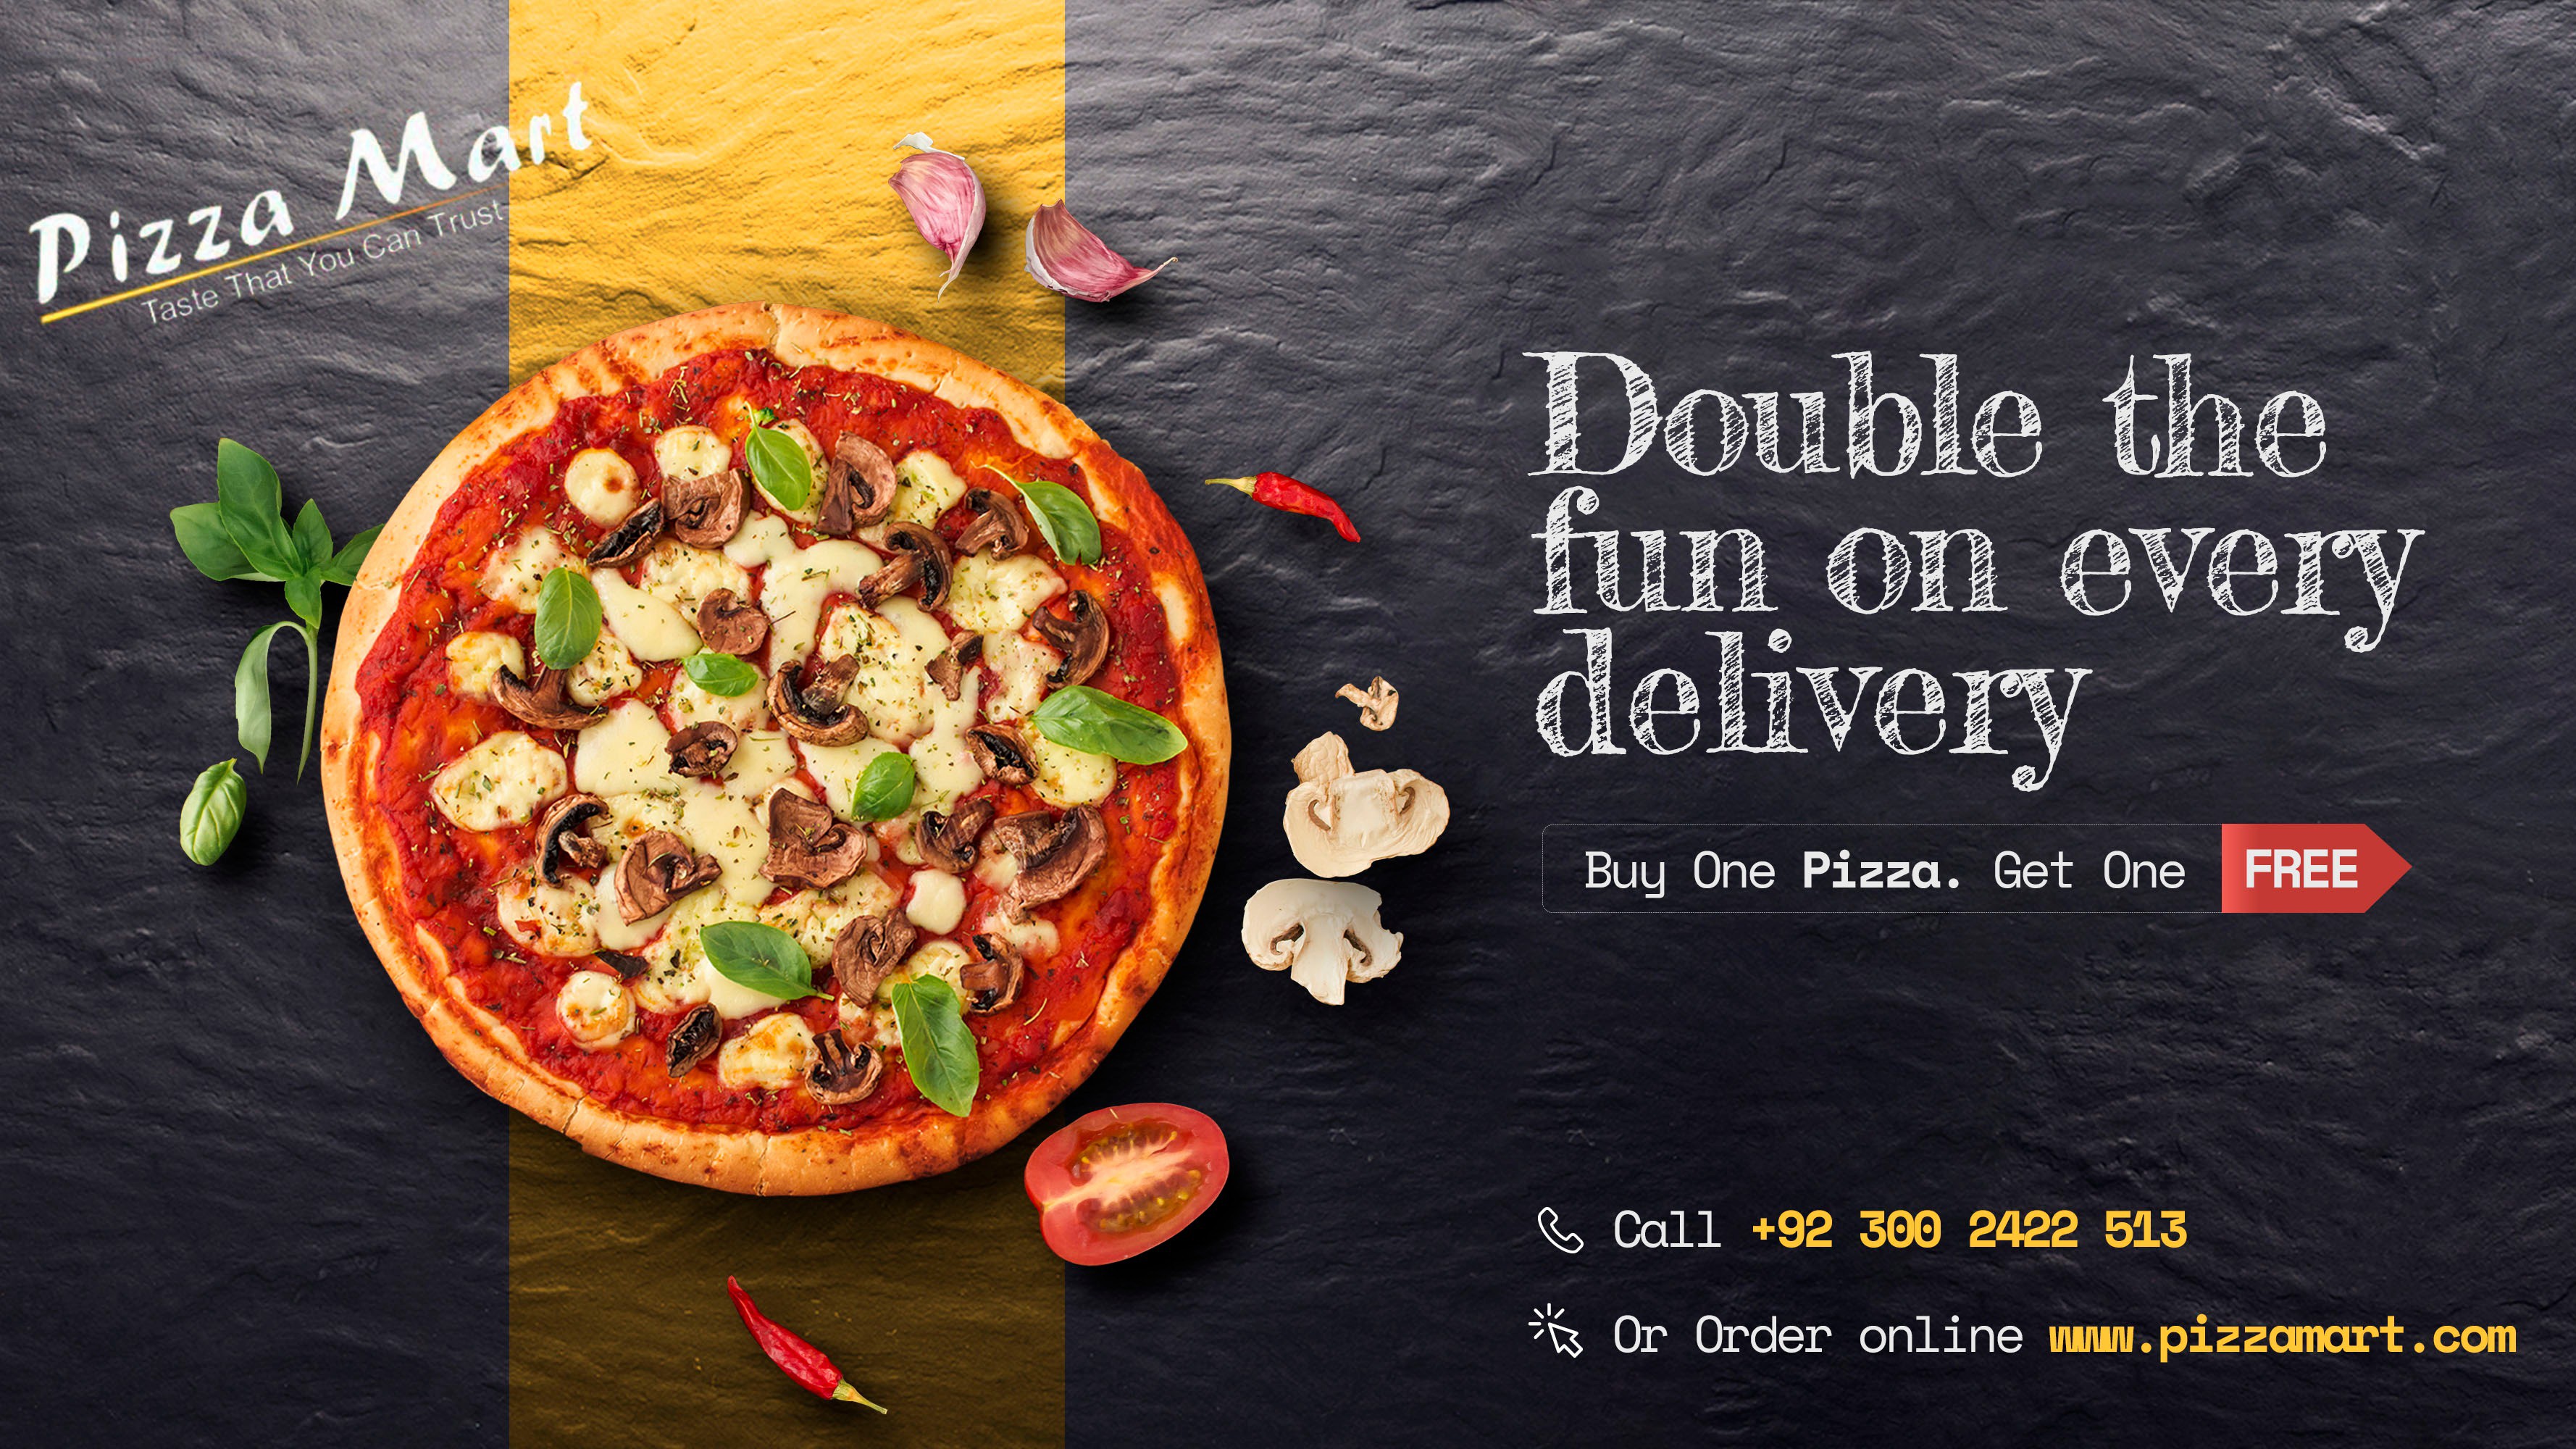 Pizza Mart
Taste That You Can Trust
Double the
fun on every
delivery
Buy One Pizza. Get One FREE
Call +92 300 2422 513
Or Order online www.pizzamart.com